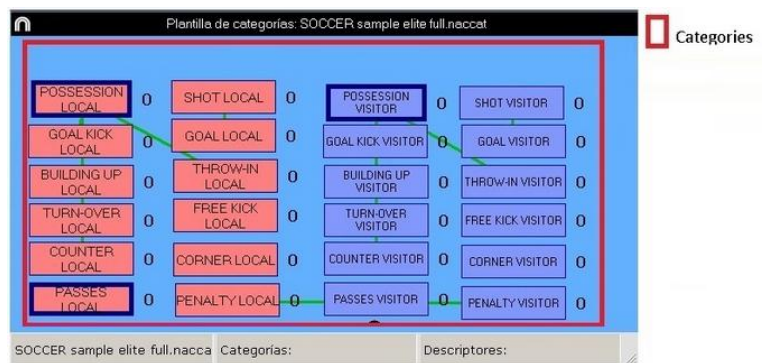 Plantilla de categorías: SOCCER sample elite full.naccat
Categories
POSSESSION LOCAL 0 SHOT LOCAL 0 POSSESSION VISITOR 0 SHOT VISITOR 0
GOAL KICK LOCAL 0 GOAL LOCAL 0 GOAL KICK VISITOR 0 GOAL VISITOR 0
BUILDING UP LOCAL 0 THROW-IN LOCAL 0 BUILDING UP VISITOR 0 THROW-IN VISITOR 0
TURN-OVER LOCAL 0 FREE KICK LOCAL 0 TURN-OVER VISITOR 0 FREE KICK VISITOR 0
COUNTER LOCAL 0 CORNER LOCAL 0 COUNTER VISITOR 0 CORNER VISITOR 0
PASSES LOCAL 0 PENALTY LOCAL 0 PASSES VISITOR 0 PENALTY VISITOR 0
SOCCER sample elite full.nacca Categorías: Descriptores: